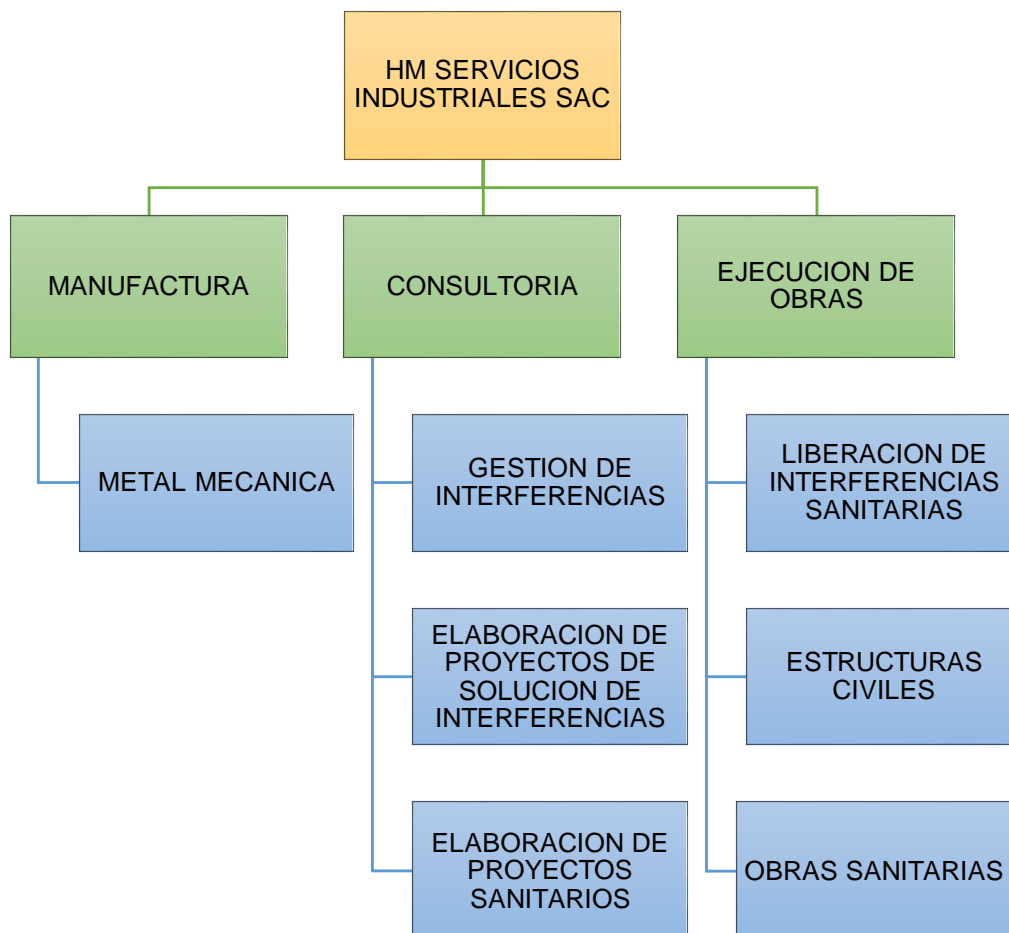 HM SERVICIOS
INDUSTRIALES SAC
MANUFACTURA
CONSULTORIA
EJECUCION DE
OBRAS
METAL MECANICA
GESTION DE
INTERFERENCIAS
LIBERACION DE
INTERFERENCIAS
SANITARIAS
ELABORACION DE
PROYECTOS DE
SOLUCION DE
INTERFERENCIAS
ESTRUCTURAS
CIVILES
ELABORACION DE
PROYECTOS
SANITARIOS
OBRAS SANITARIAS